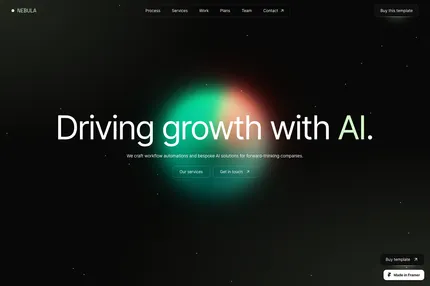 NEBULA
Process Services Work Plans Team Contact
Buy this template
Driving growth with AI.
We craft workflow automations and bespoke AI solutions for forward-thinking companies.
Our services Get in touch
Buy template
Made in Framer